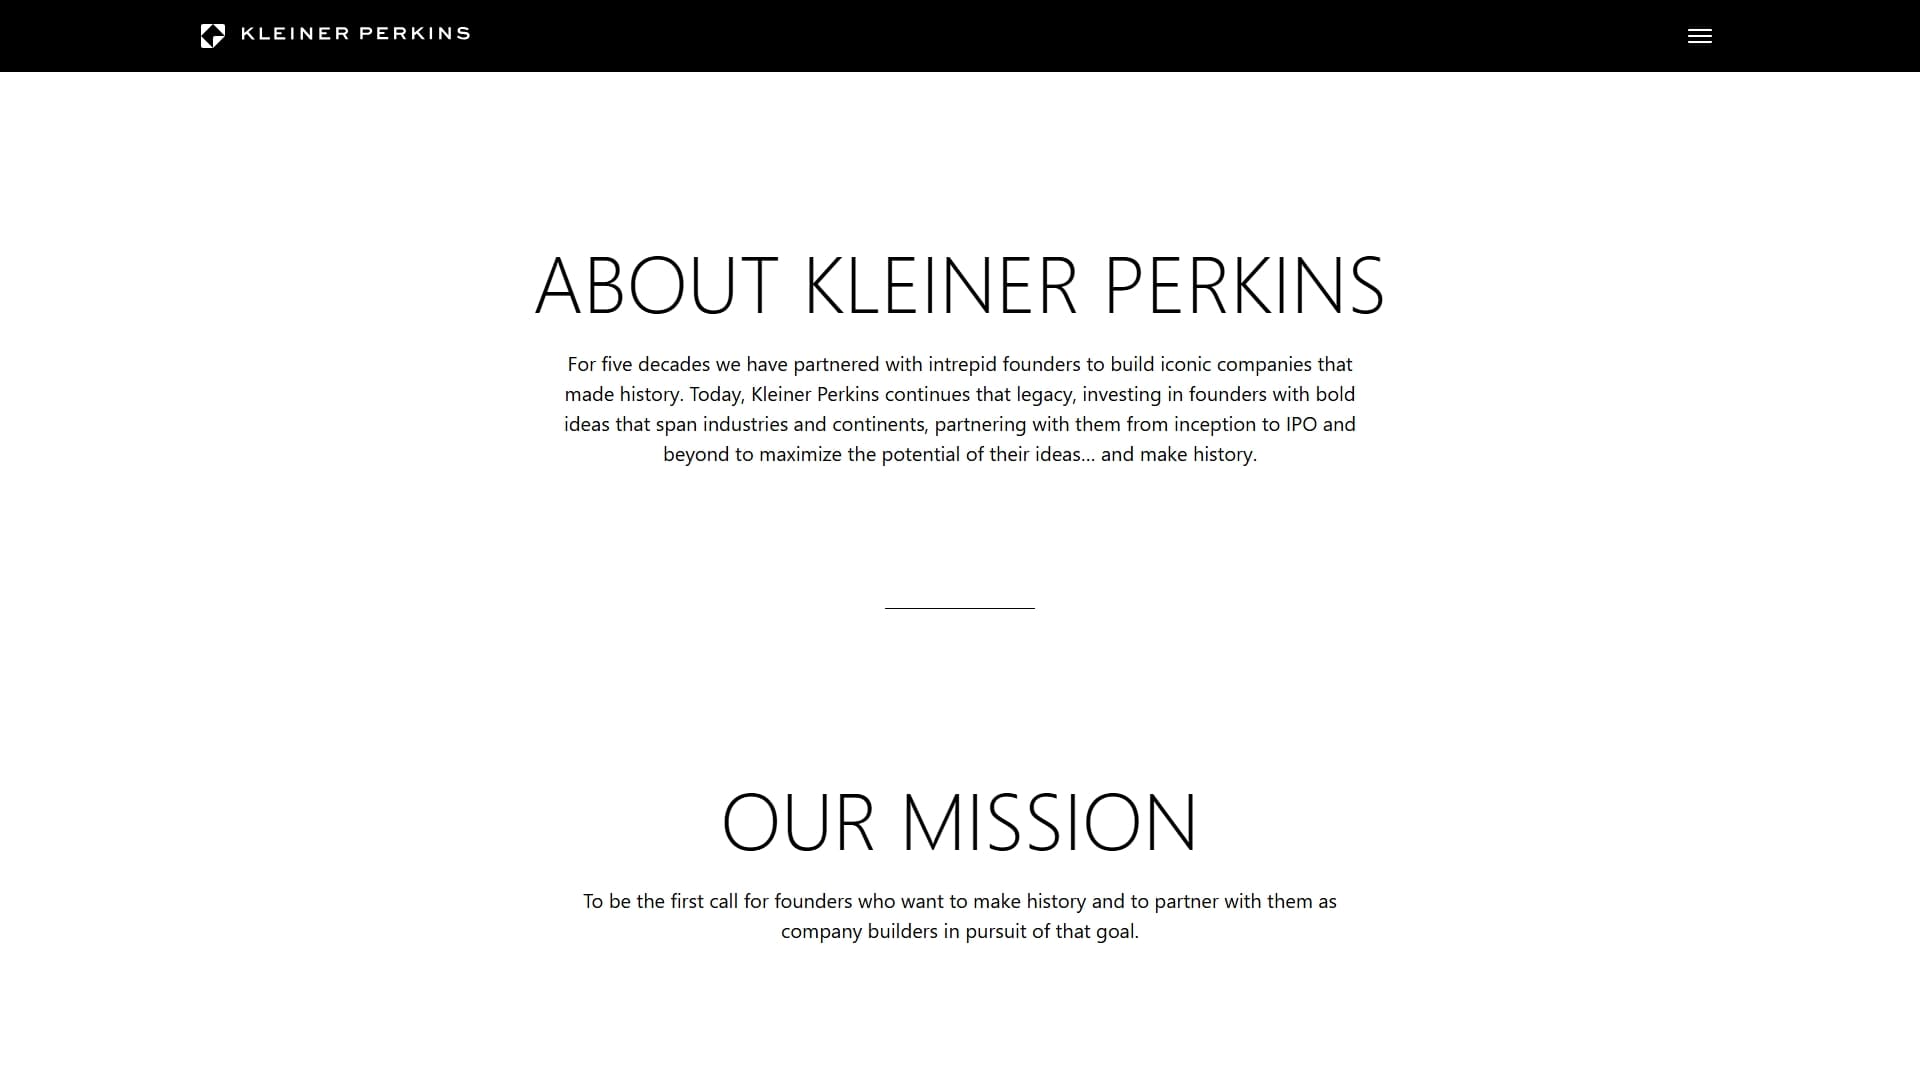 KLEINER PERKINS
ABOUT KLEINER PERKINS
For five decades we have partnered with intrepid founders to build iconic companies that
made history. Today, Kleiner Perkins continues that legacy, investing in founders with bold
ideas that span industries and continents, partnering with them from inception to IPO and
beyond to maximize the potential of their ideas... and make history.
OUR MISSION
To be the first call for founders who want to make history and to partner with them as
company builders in pursuit of that goal.